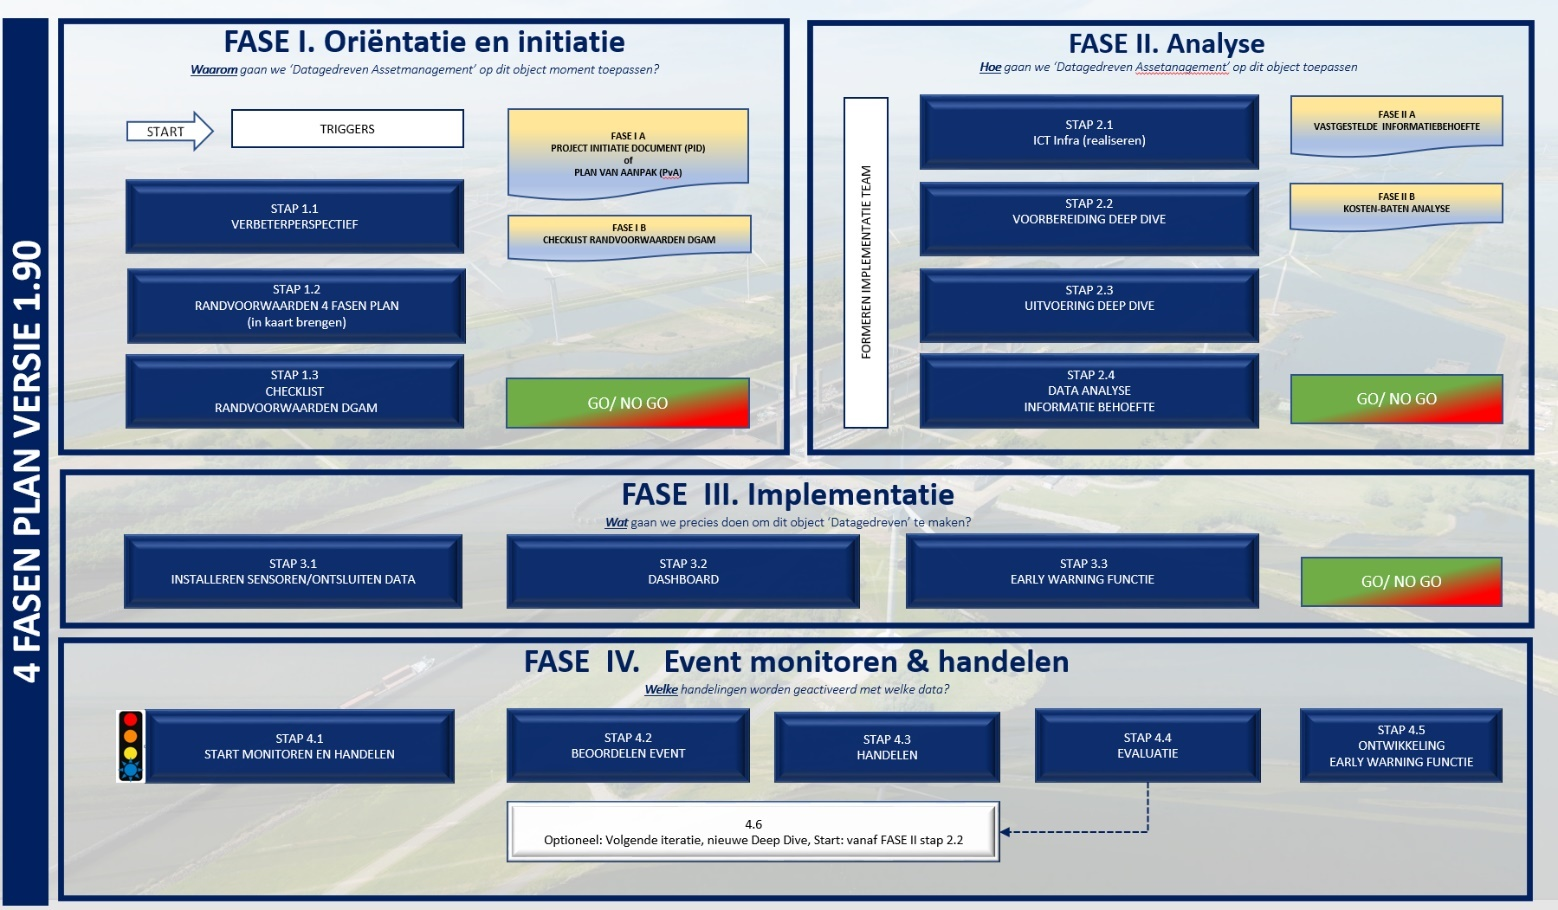 4 FASEN PLAN VERSIE 1.90
FASE I. Oriëntatie en initiatie
Waarom gaan we ‘Datagedreven Assetmanagement’ op dit object moment toepassen?
START
TRIGGERS
STAP 1.1
VERBETERPERSPECTIEF
STAP 1.2
RANDVOORWAARDEN 4 FASEN PLAN
(in kaart brengen)
STAP 1.3
CHECKLIST
RANDVOORWAARDEN DGAM
FASE I A
PROJECT INITIATIE DOCUMENT (PID)
of
PLAN VAN AANPAK (PvA)
FASE I B
CHECKLIST RANDVOORWAARDEN DGAM
GO/ NO GO
FASE II. Analyse
Hoe gaan we ‘Datagedreven Assetanagement’ op dit object toepassen
FORMEREN IMPLEMENTATIE TEAM
STAP 2.1
ICT Infra (realiseren)
STAP 2.2
VOORBEREIDING DEEP DIVE
STAP 2.3
UITVOERING DEEP DIVE
STAP 2.4
DATA ANALYSE
INFORMATIE BEHOEFTE
FASE II A
VASTGESTELDE INFORMATIEBEHOEFTE
FASE II B
KOSTEN-BATEN ANALYSE
GO/ NO GO
FASE III. Implementatie
Wat gaan we precies doen om dit object ‘Datagedreven’ te maken?
STAP 3.1
INSTALLEREN SENSOREN/ONTSLUITEN DATA
STAP 3.2
DASHBOARD
STAP 3.3
EARLY WARNING FUNCTIE
GO/ NO GO
FASE IV. Event monitoren & handelen
Welke handelingen worden geactiveerd met welke data?
STAP 4.1
START MONITOREN EN HANDELEN
STAP 4.2
BEOORDELEN EVENT
STAP 4.3
HANDELEN
STAP 4.4
EVALUATIE
STAP 4.5
ONTWIKKELING
EARLY WARNING FUNCTIE
4.6
Optioneel: Volgende iteratie, nieuwe Deep Dive, Start: vanaf FASE II stap 2.2